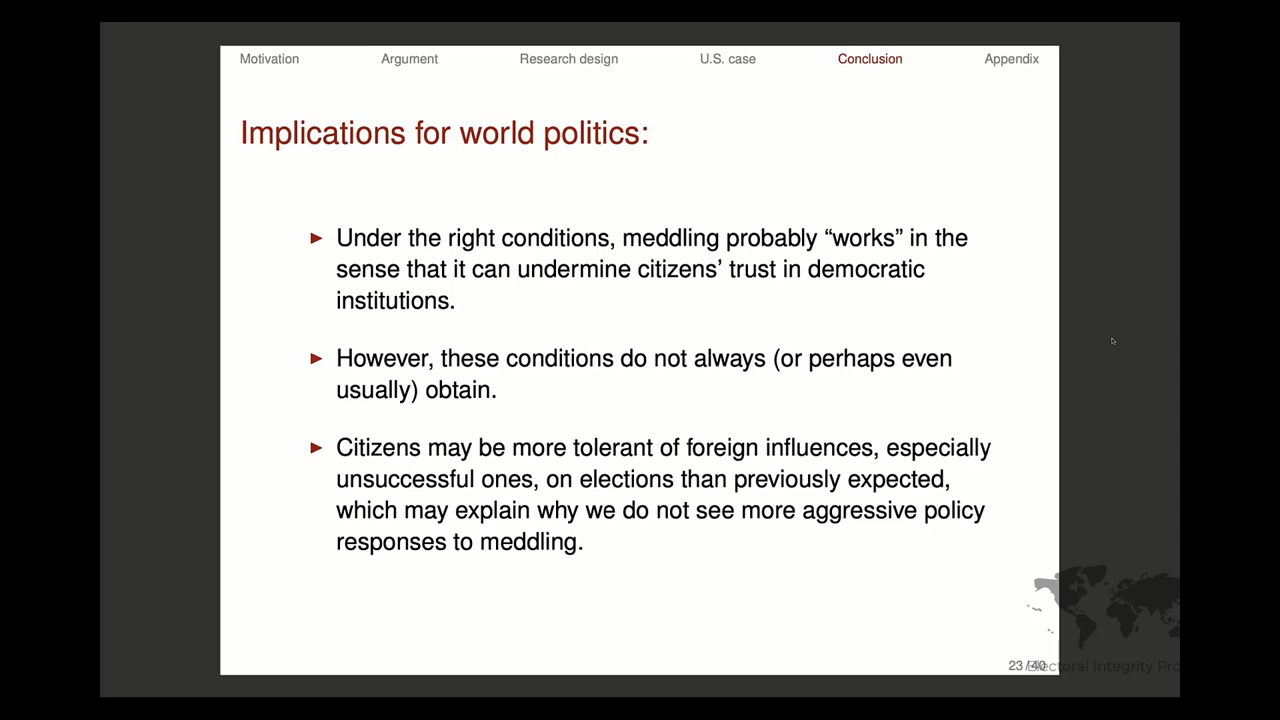 Motivation Argument Research design U.S. case Conclusion Appendix
Implications for world politics:
► Under the right conditions, meddling probably “works” in the
sense that it can undermine citizens’ trust in democratic
institutions.
► However, these conditions do not always (or perhaps even
usually) obtain.
► Citizens may be more tolerant of foreign influences, especially
unsuccessful ones, on elections than previously expected,
which may explain why we do not see more aggressive policy
responses to meddling.
23 / 40
Electoral Integrity Pro